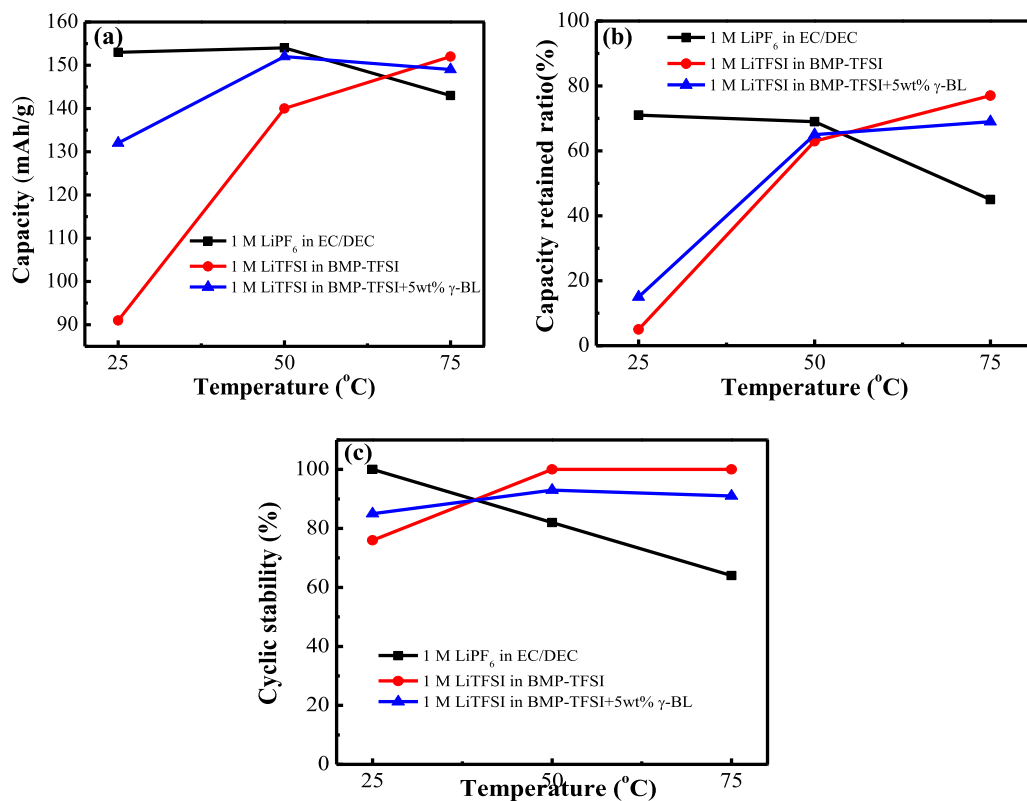 (a)
160
150
140
130
120
110
100
90
Capacity (mAh/g)
1 M LiPF6 in EC/DEC
1 M LiTFSI in BMP-TFSI
1 M LiTFSI in BMP-TFSI+5wt% γ-BL
25 50 75
Temperature (°C)
(b)
100
80
60
40
20
0
Capacity retained ratio(%)
1 M LiPF6 in EC/DEC
1 M LiTFSI in BMP-TFSI
1 M LiTFSI in BMP-TFSI+5wt% γ-BL
25 50 75
Temperature (°C)
(c)
100
80
60
40
20
0
Cyclic stability (%)
1 M LiPF6 in EC/DEC
1 M LiTFSI in BMP-TFSI
1 M LiTFSI in BMP-TFSI+5wt% γ-BL
25 50 75
Temperature (°C)